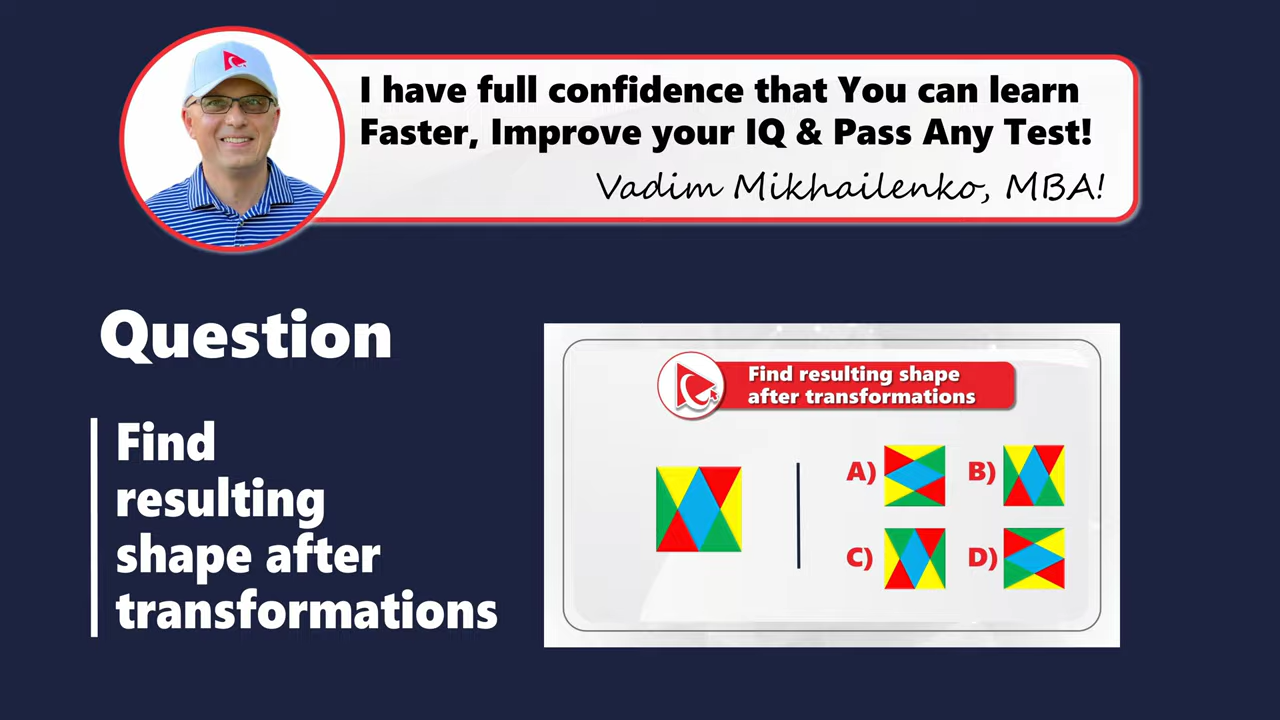 I have full confidence that You can learn
Faster, Improve your IQ & Pass Any Test!
Vadim Mikhailenko, MBA!
Question
Find
resulting
shape after
transformations
Find resulting shape
after transformations
A)
B)
C)
D)